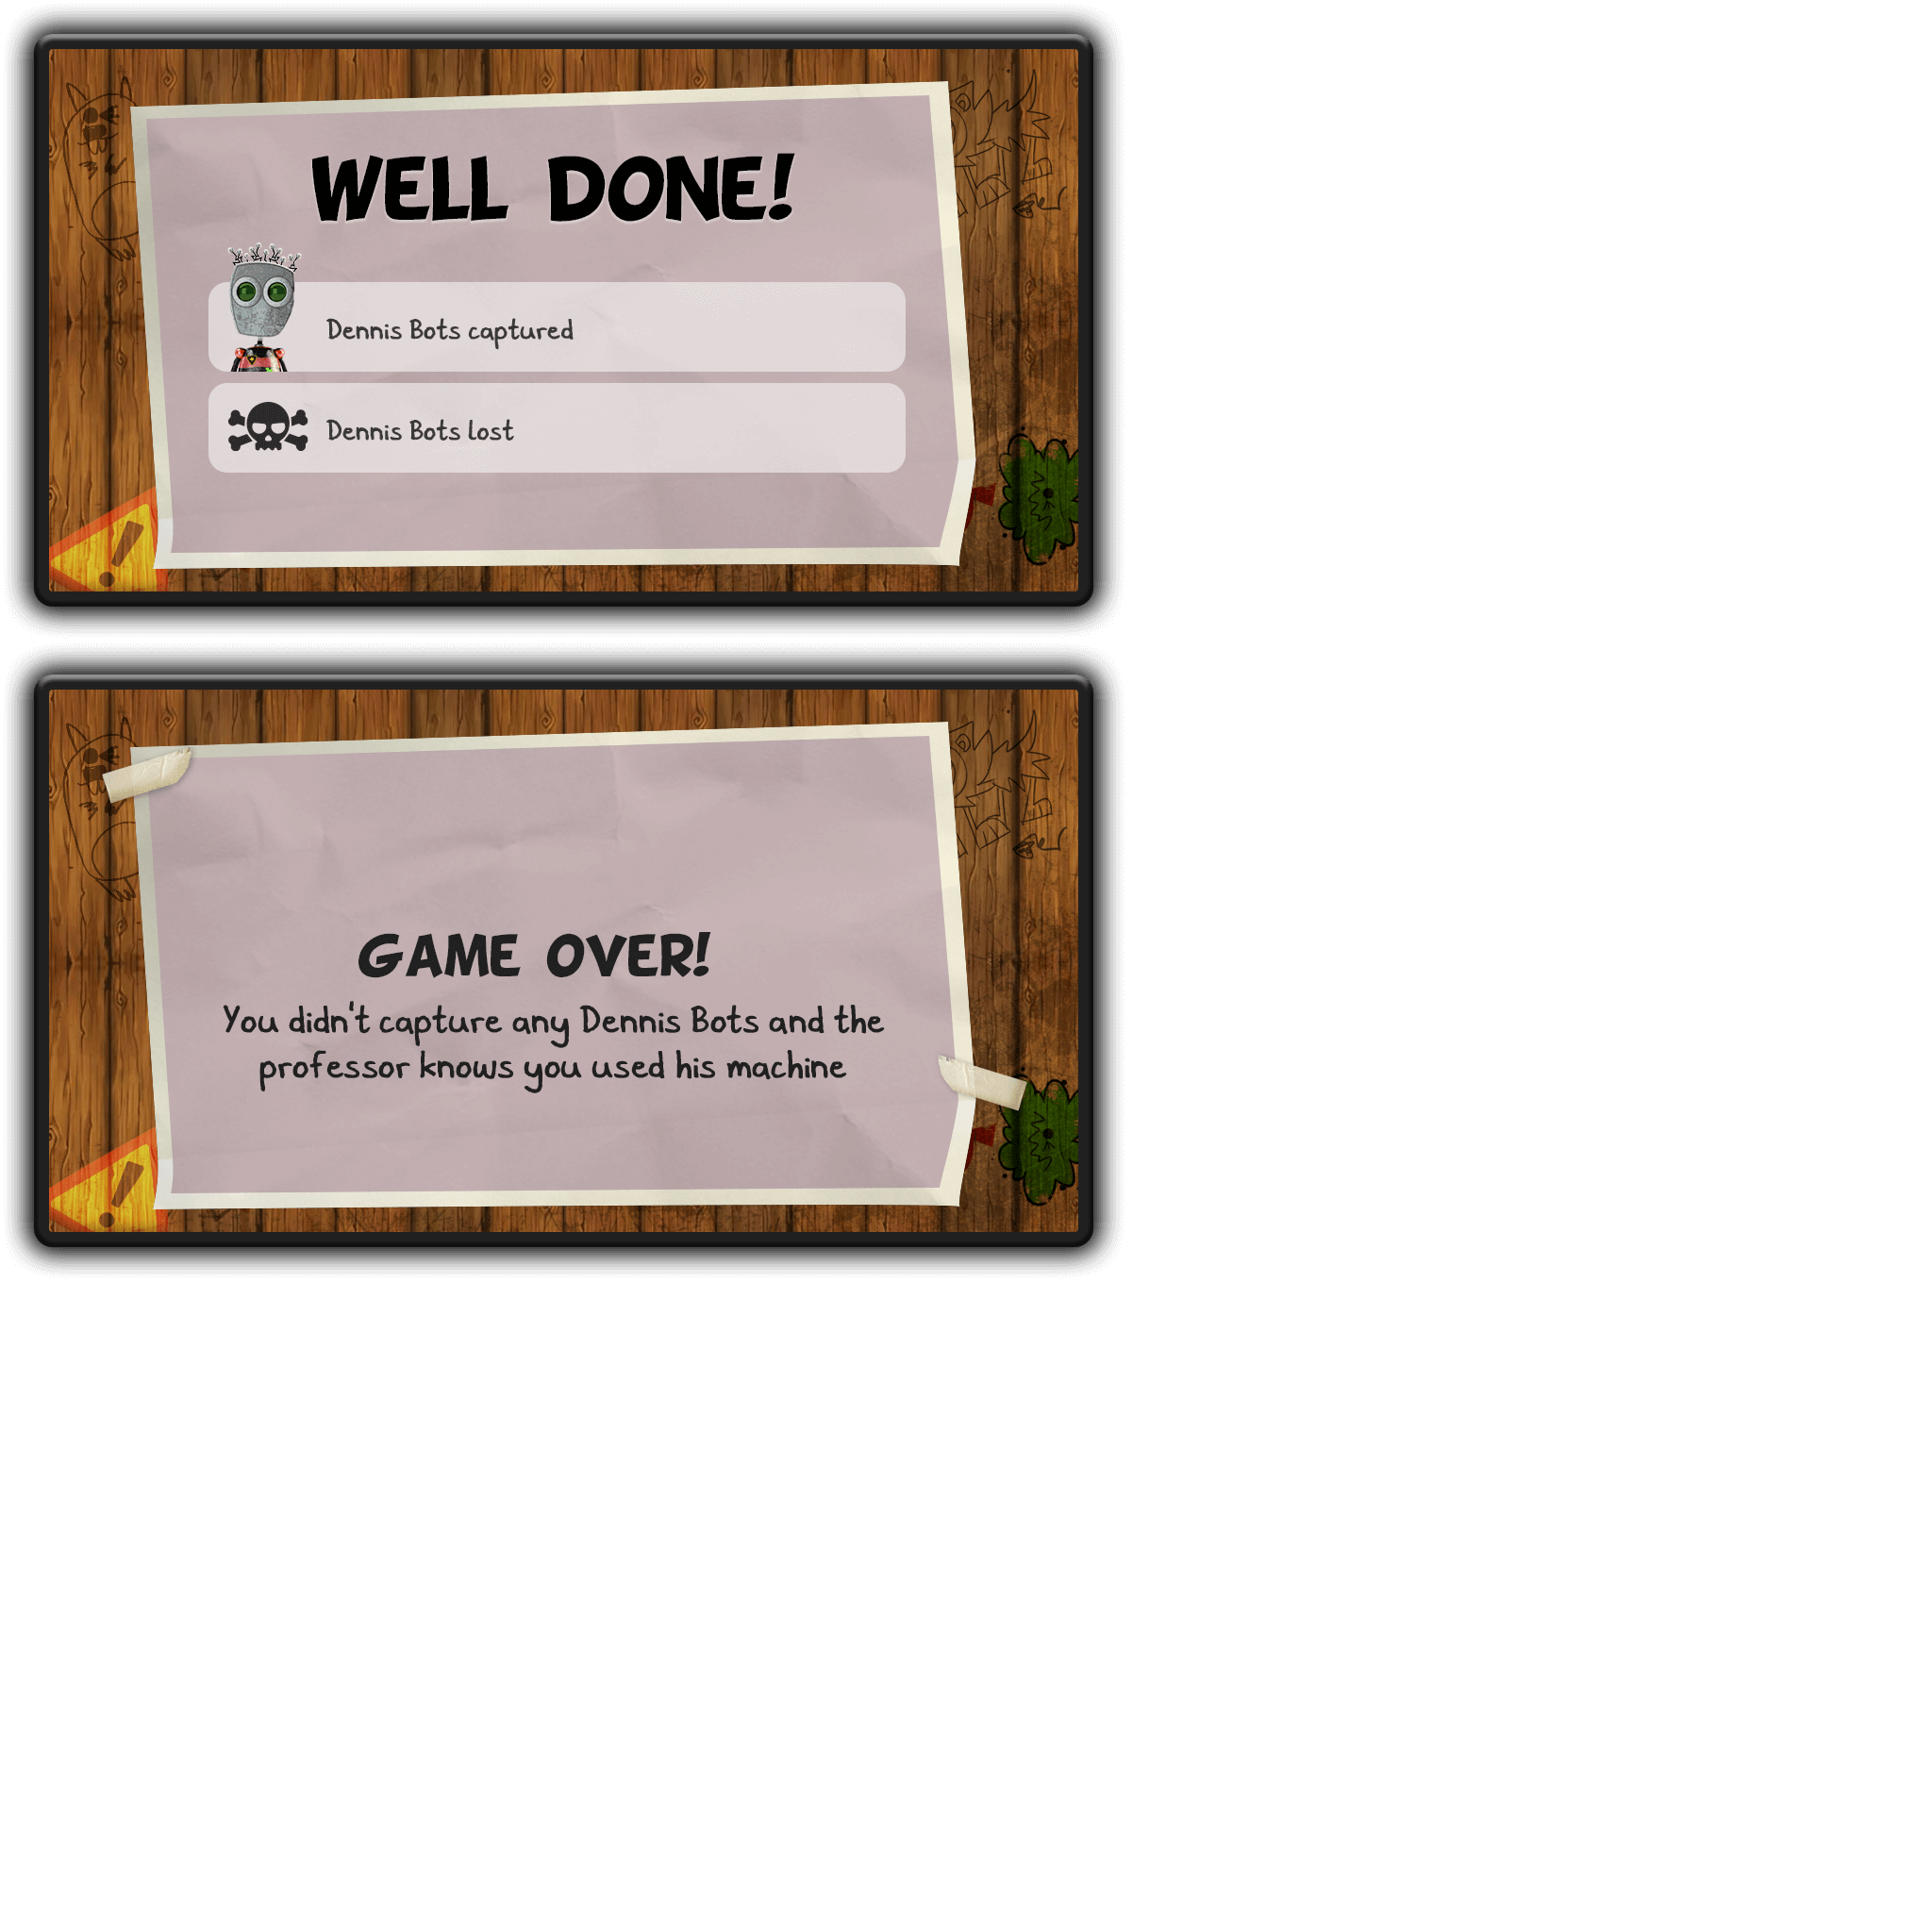 WELL DONE!
Dennis Bots captured
Dennis Bots lost
GAME OVER!
You didn't capture any Dennis Bots and the
professor knows you used his machine